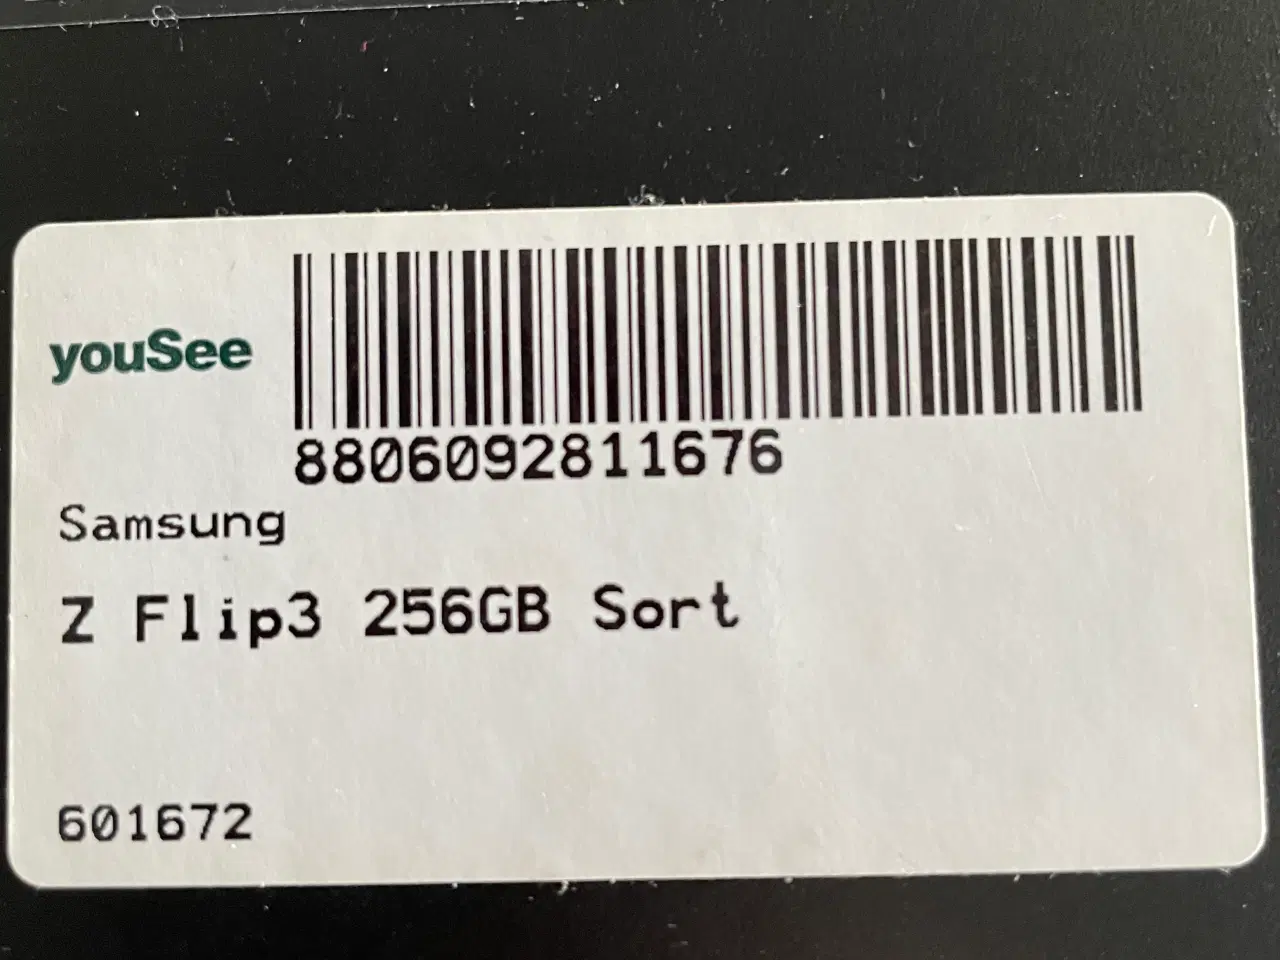 youSee
8806092811676
Samsung
Z Flip3 256GB Sort
601672